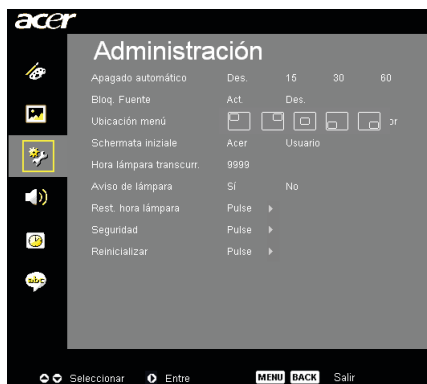 acer
Administración
Apagado automático Des. 15 30 60
Bloq. Fuente Act. Des.
Ubicación menú or
Schermata iniziale Acer Usuario
Hora lámpara transcurr. 9999
Aviso de lámpara Sí No
Rest. hora lámpara Pulse
Seguridad Pulse
Reinicializar Pulse
abc
Seleccionar Entre MENU BACK Salir